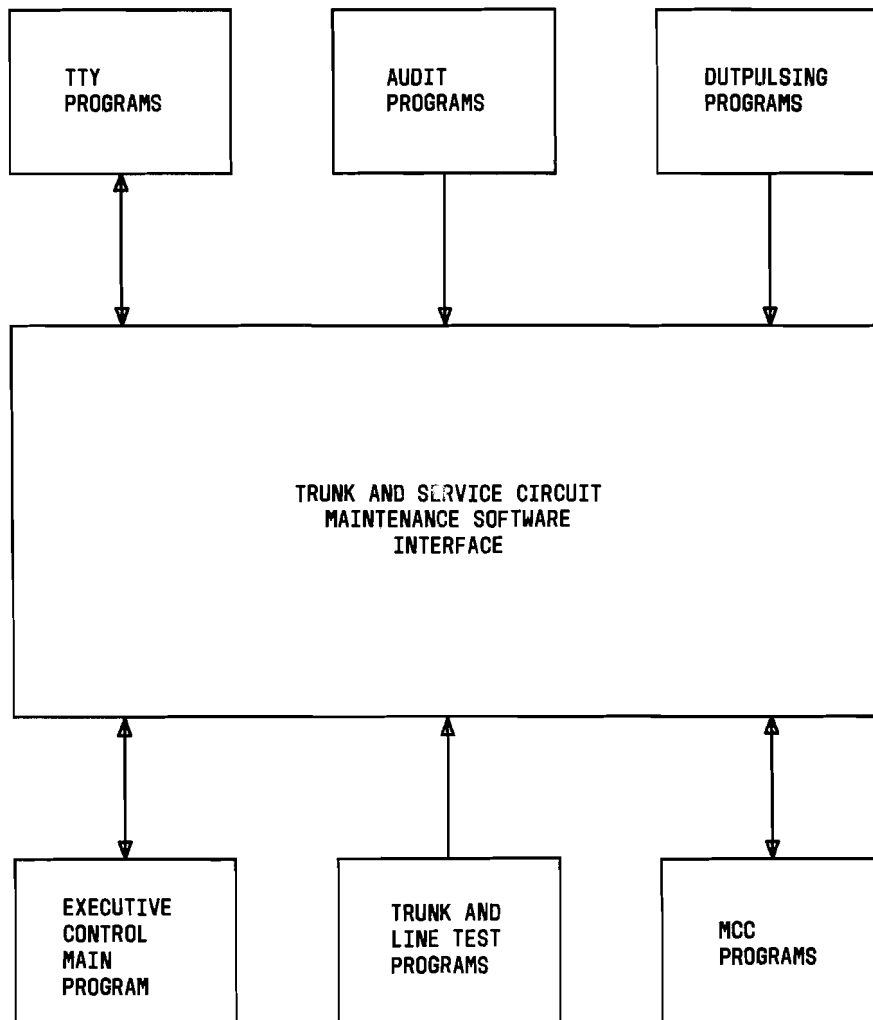 TTY
PROGRAMS
AUDIT
PROGRAMS
DUTPULSING
PROGRAMS
TRUNK AND SERVICE CIRCUIT
MAINTENANCE SOFTWARE
INTERFACE
EXECUTIVE
CONTROL
MAIN
PROGRAM
TRUNK AND
LINE TEST
PROGRAMS
MCC
PROGRAMS